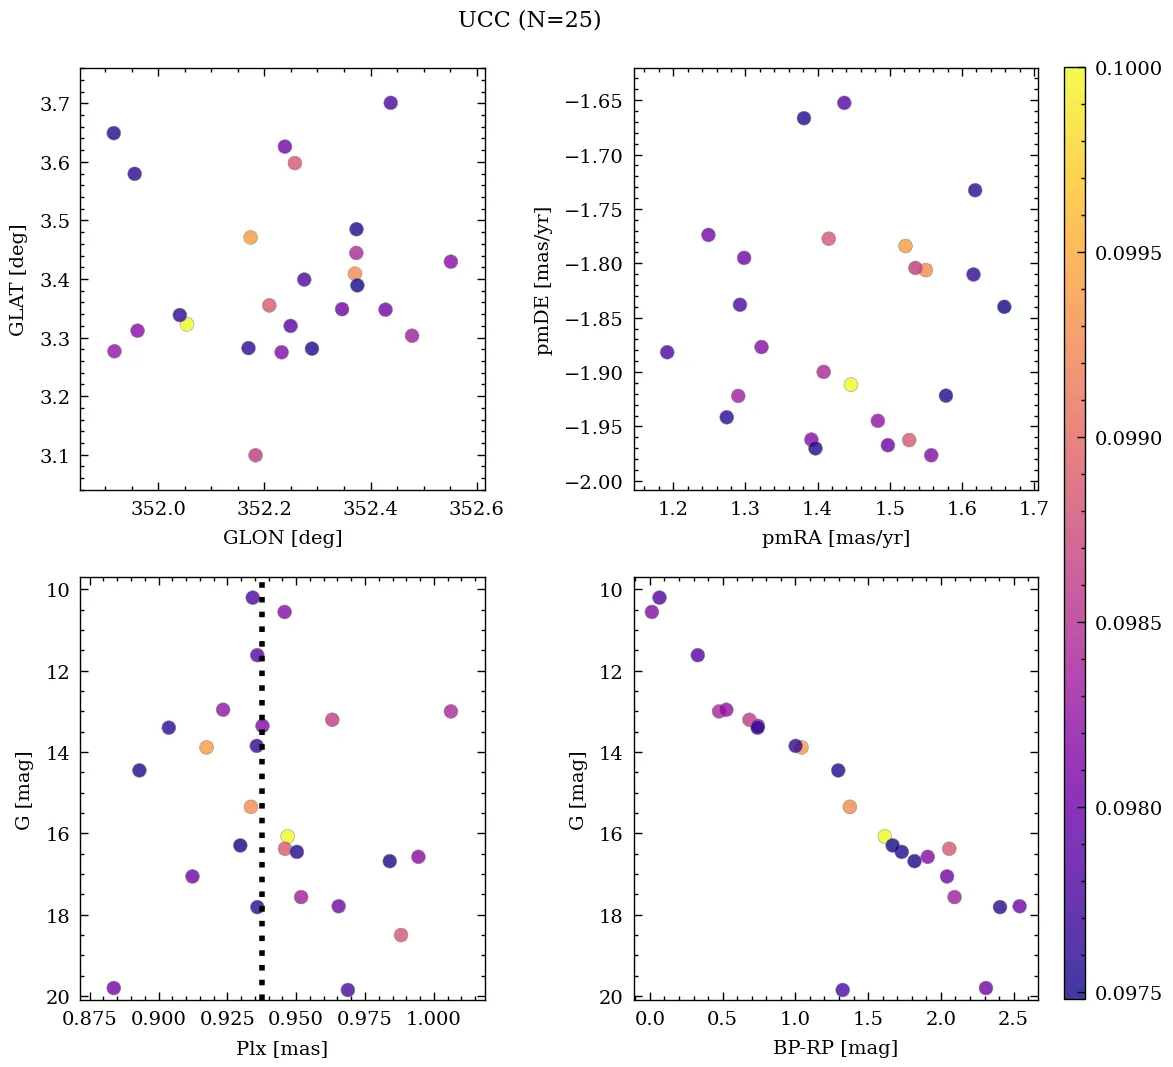 UCC (N=25)
3.7
3.6
3.5
3.4
3.3
3.2
3.1
GLAT [deg]
352.0 352.2 352.4 352.6
GLON [deg]
−1.65
−1.70
−1.75
−1.80
−1.85
−1.90
−1.95
−2.00
pmDE [mas/yr]
1.2 1.3 1.4 1.5 1.6 1.7
pmRA [mas/yr]
10
12
14
16
18
20
G [mag]
0.875 0.900 0.925 0.950 0.975 1.000
Plx [mas]
10
12
14
16
18
20
G [mag]
0.0 0.5 1.0 1.5 2.0 2.5
BP-RP [mag]
0.1000
0.0995
0.0990
0.0985
0.0980
0.0975